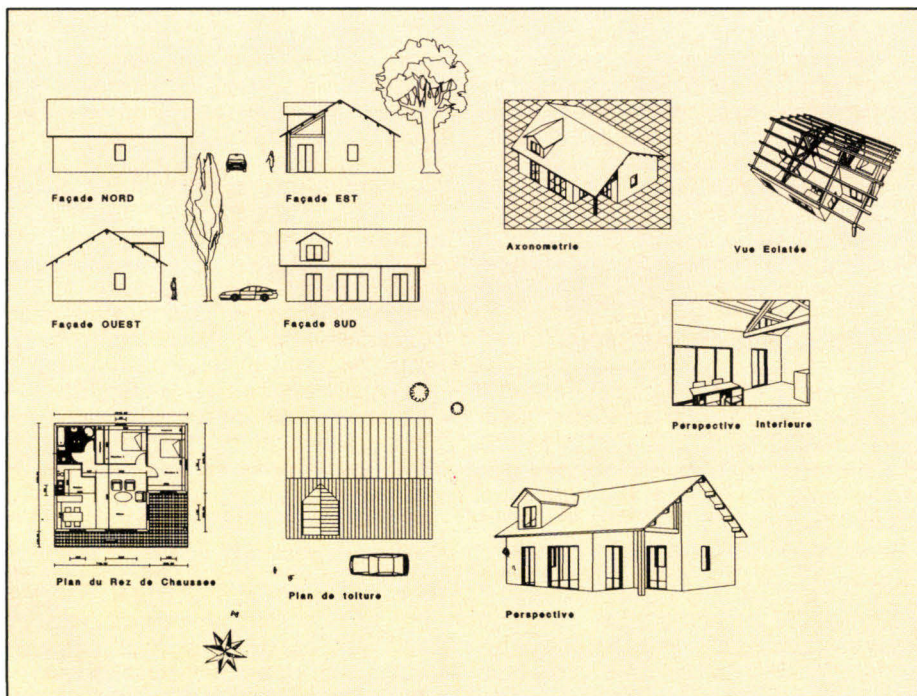 Façade NORD
Façade EST
Façade OUEST
Façade SUD
Axonometrie
Vue Eclatée
Perspective Interieure
Plan du Rez de Chaussee
Plan de toiture
Perspective
N